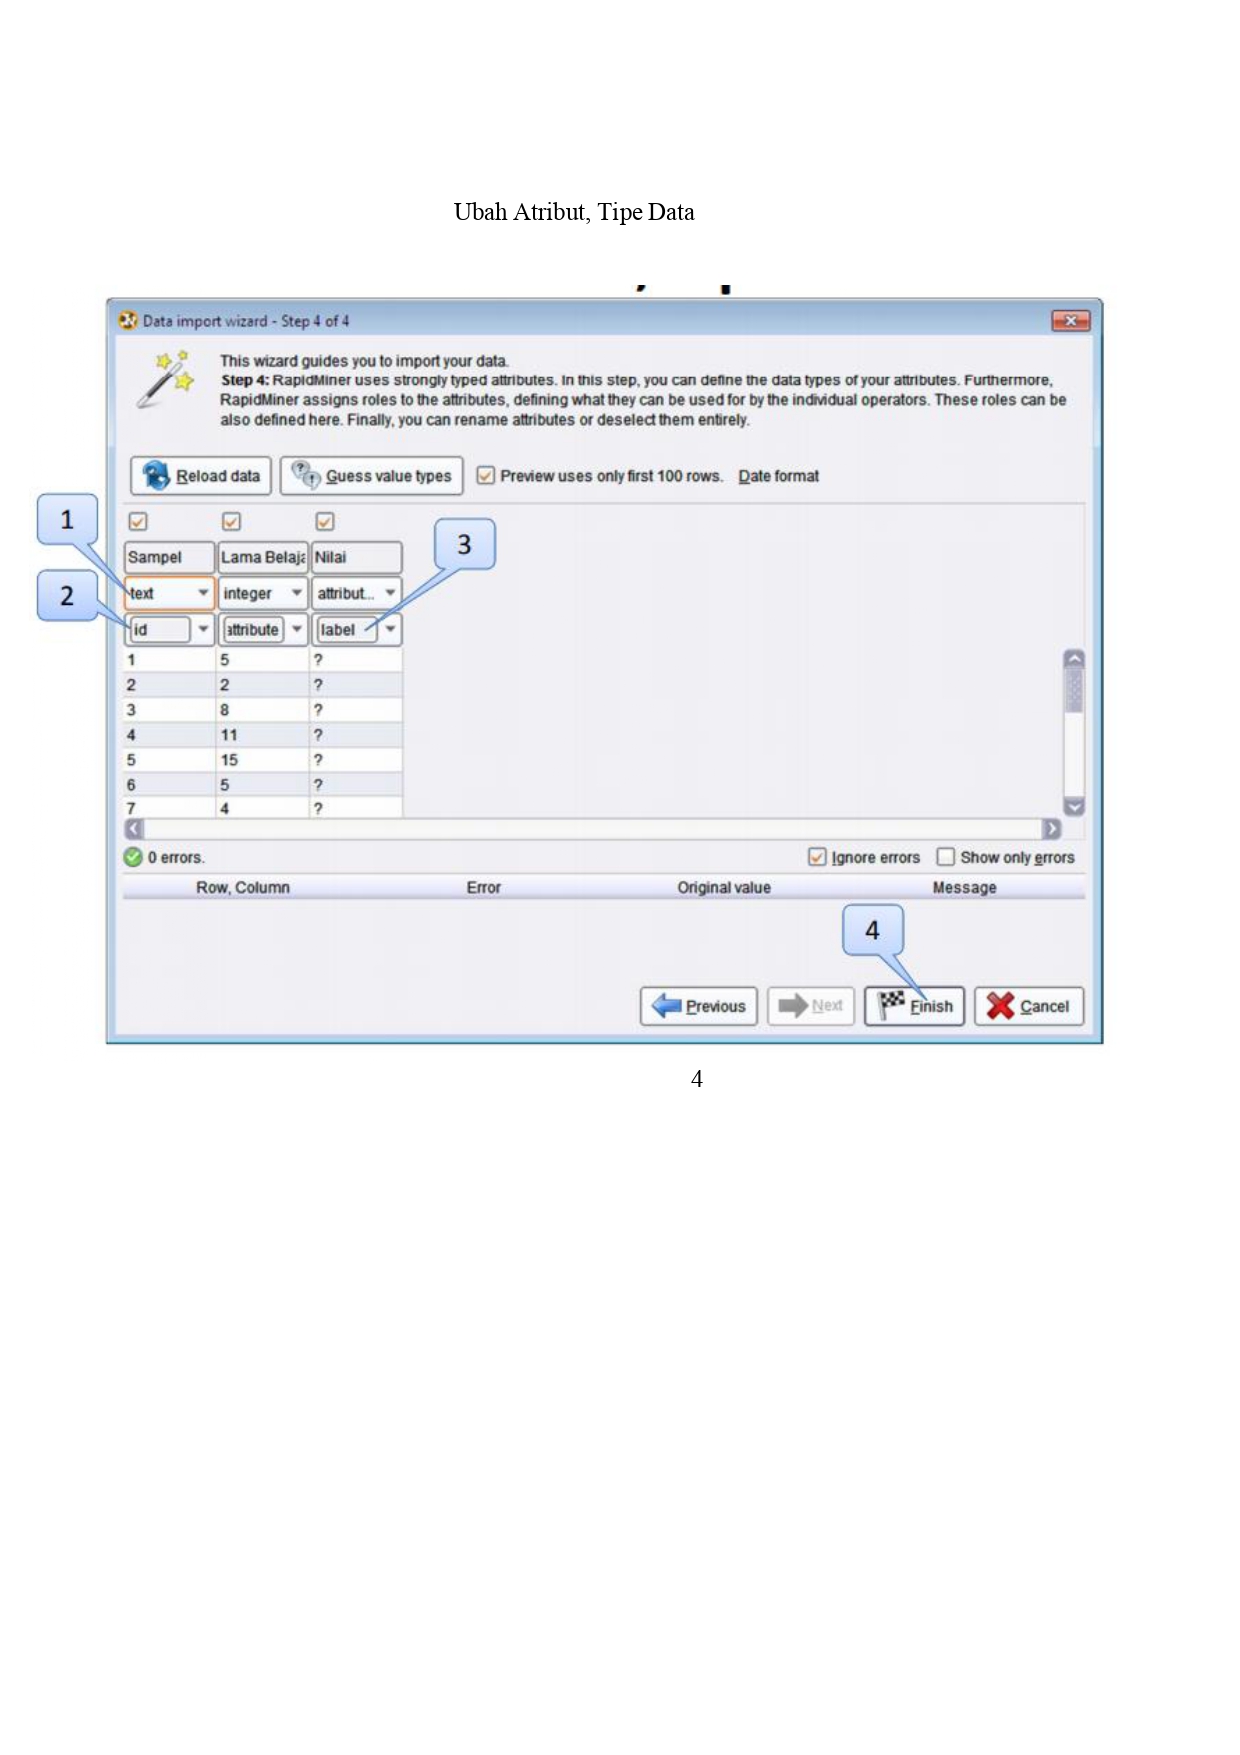 Ubah Atribut, Tipe Data
Data import wizard - Step 4 of 4
This wizard guides you to import your data.
Step 4: RapidMiner uses strongly typed attributes. In this step, you can define the data types of your attributes. Furthermore,
RapidMiner assigns roles to the attributes, defining what they can be used for by the individual operators. These roles can be
also defined here. Finally, you can rename attributes or deselect them entirely.
Reload data Guess value types Preview uses only first 100 rows. Date format
1
3
Sampel Lama Belaja Nilai
text integer attribut...
2
id attribute label
1 5 ?
2 2 ?
3 8 ?
4 11 ?
5 15 ?
6 5 ?
7 4 ?
0 errors. Ignore errors Show only errors
Row, Column Error Original value Message
4
Previous Next Finish Cancel
4